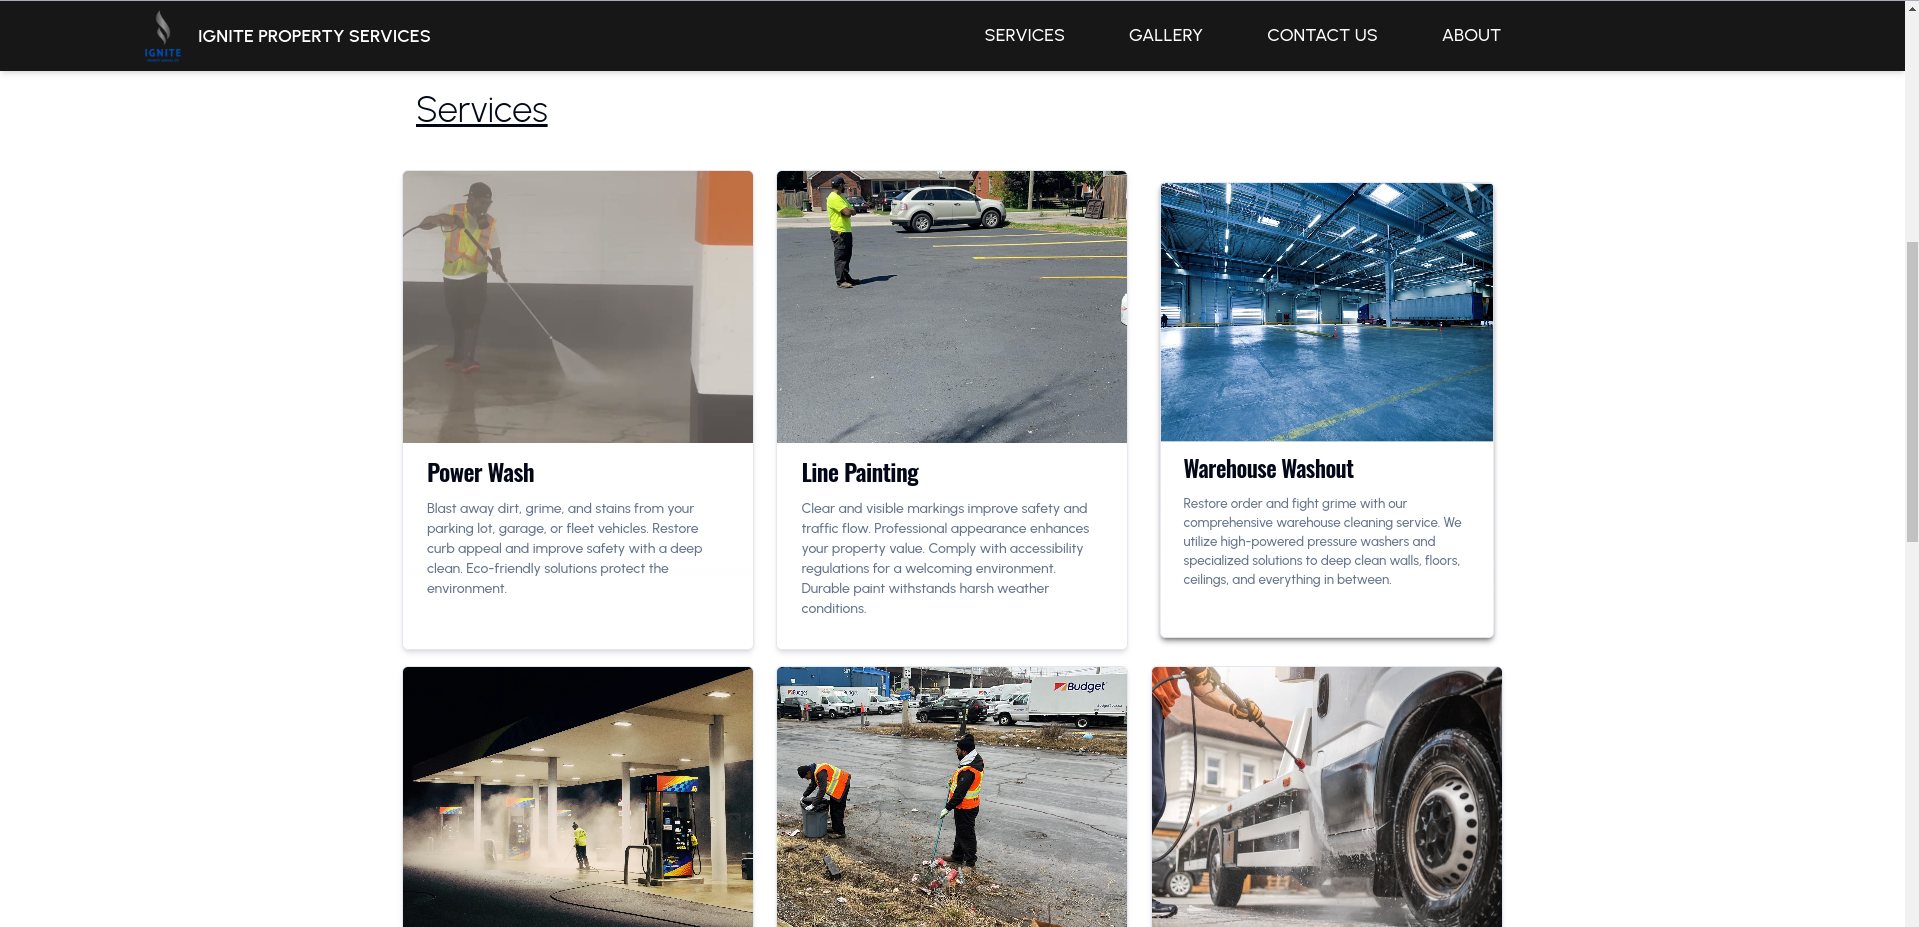 IGNITE
IGNITE PROPERTY SERVICES
SERVICES
GALLERY
CONTACT US
ABOUT
Services
Power Wash
Blast away dirt, grime, and stains from your
parking lot, garage, or fleet vehicles. Restore
curb appeal and improve safety with a deep
clean. Eco-friendly solutions protect the
environment.
Line Painting
Clear and visible markings improve safety and
traffic flow. Professional appearance enhances
your property value. Comply with accessibility
regulations for a welcoming environment.
Durable paint withstands harsh weather
conditions.
Warehouse Washout
Restore order and fight grime with our
comprehensive warehouse cleaning service. We
utilize high-powered pressure washers and
specialized solutions to deep clean walls, floors,
ceilings, and everything in between.
Budget
Budget